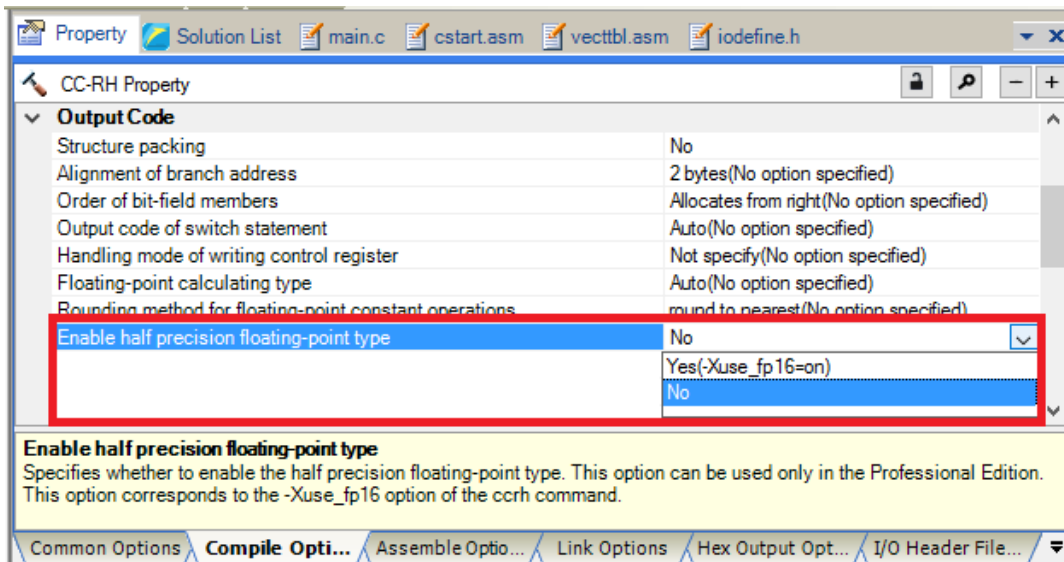 Property Solution List main.c cstart.asm vecttbl.asm iodefine.h
CC-RH Property
Output Code
Structure packing No
Alignment of branch address 2 bytes(No option specified)
Order of bit-field members Allocates from right(No option specified)
Output code of switch statement Auto(No option specified)
Handling mode of writing control register Not specify(No option specified)
Floating-point calculating type Auto(No option specified)
Rounding method for floating-point constant operations round to nearest(No option specified)
Enable half precision floating-point type No
Yes(-Xuse_fp16=on)
No
Enable half precision floating-point type
Specifies whether to enable the half precision floating-point type. This option can be used only in the Professional Edition.
This option corresponds to the -Xuse_fp16 option of the ccrh command.
Common Options Compile Opti... Assemble Optio... Link Options Hex Output Opt... I/O Header File...